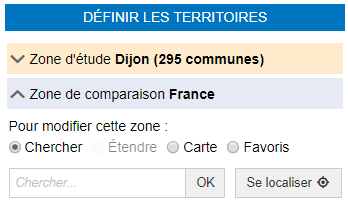 DÉFINIR LES TERRITOIRES
Zone d'étude Dijon (295 communes)
Zone de comparaison France
Pour modifier cette zone :
Chercher Étendre Carte Favoris
Chercher... OK Se localiser